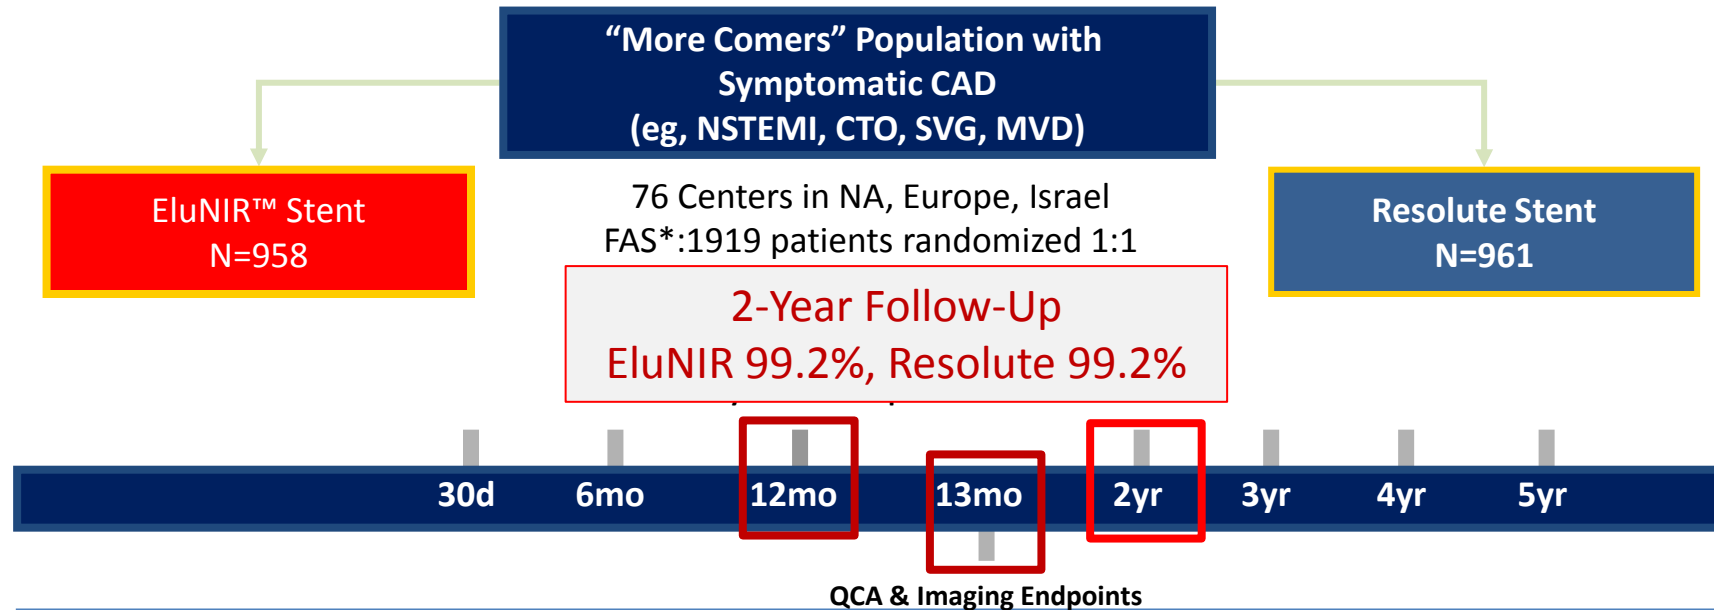 “More Comers” Population with
Symptomatic CAD
(eg, NSTEMI, CTO, SVG, MVD)
EluNIR™ Stent
N=958
76 Centers in NA, Europe, Israel
FAS*:1919 patients randomized 1:1
Resolute Stent
N=961
2-Year Follow-Up
EluNIR 99.2%, Resolute 99.2%
30d 6mo 12mo 13mo 2yr 3yr 4yr 5yr
QCA & Imaging Endpoints